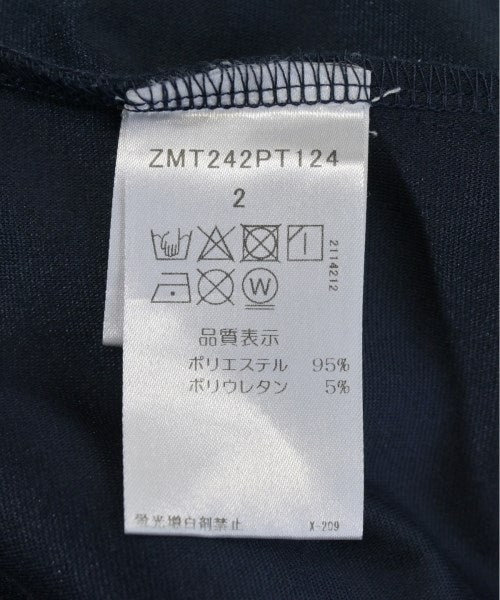 ZMT242PT124
2
2114212
W
品質表示
ポリエステル 95%
ポリウレタン 5%
蛍光増白剤禁止 X-209